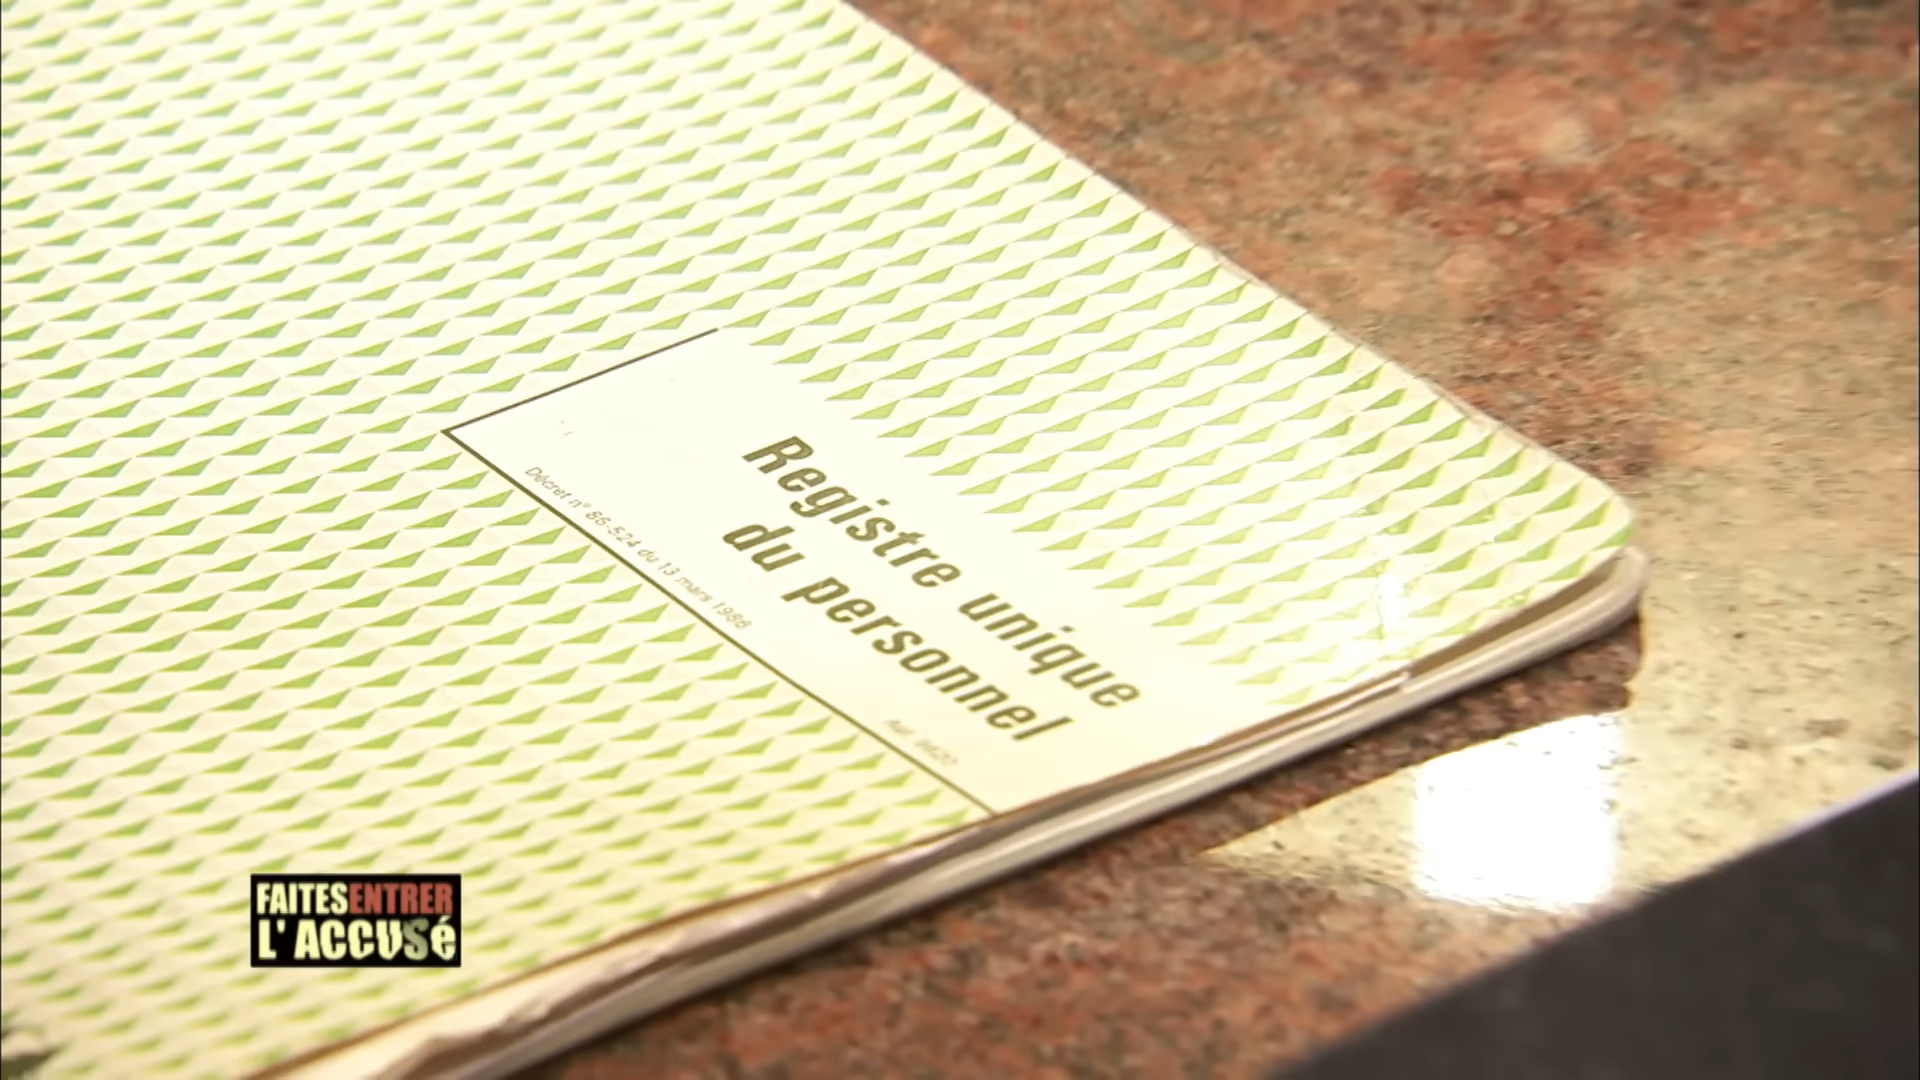 Registre unique
du personnel
Décret n° 86-524 du 13 mars 1986
FAITES ENTRER
L'ACCUSé